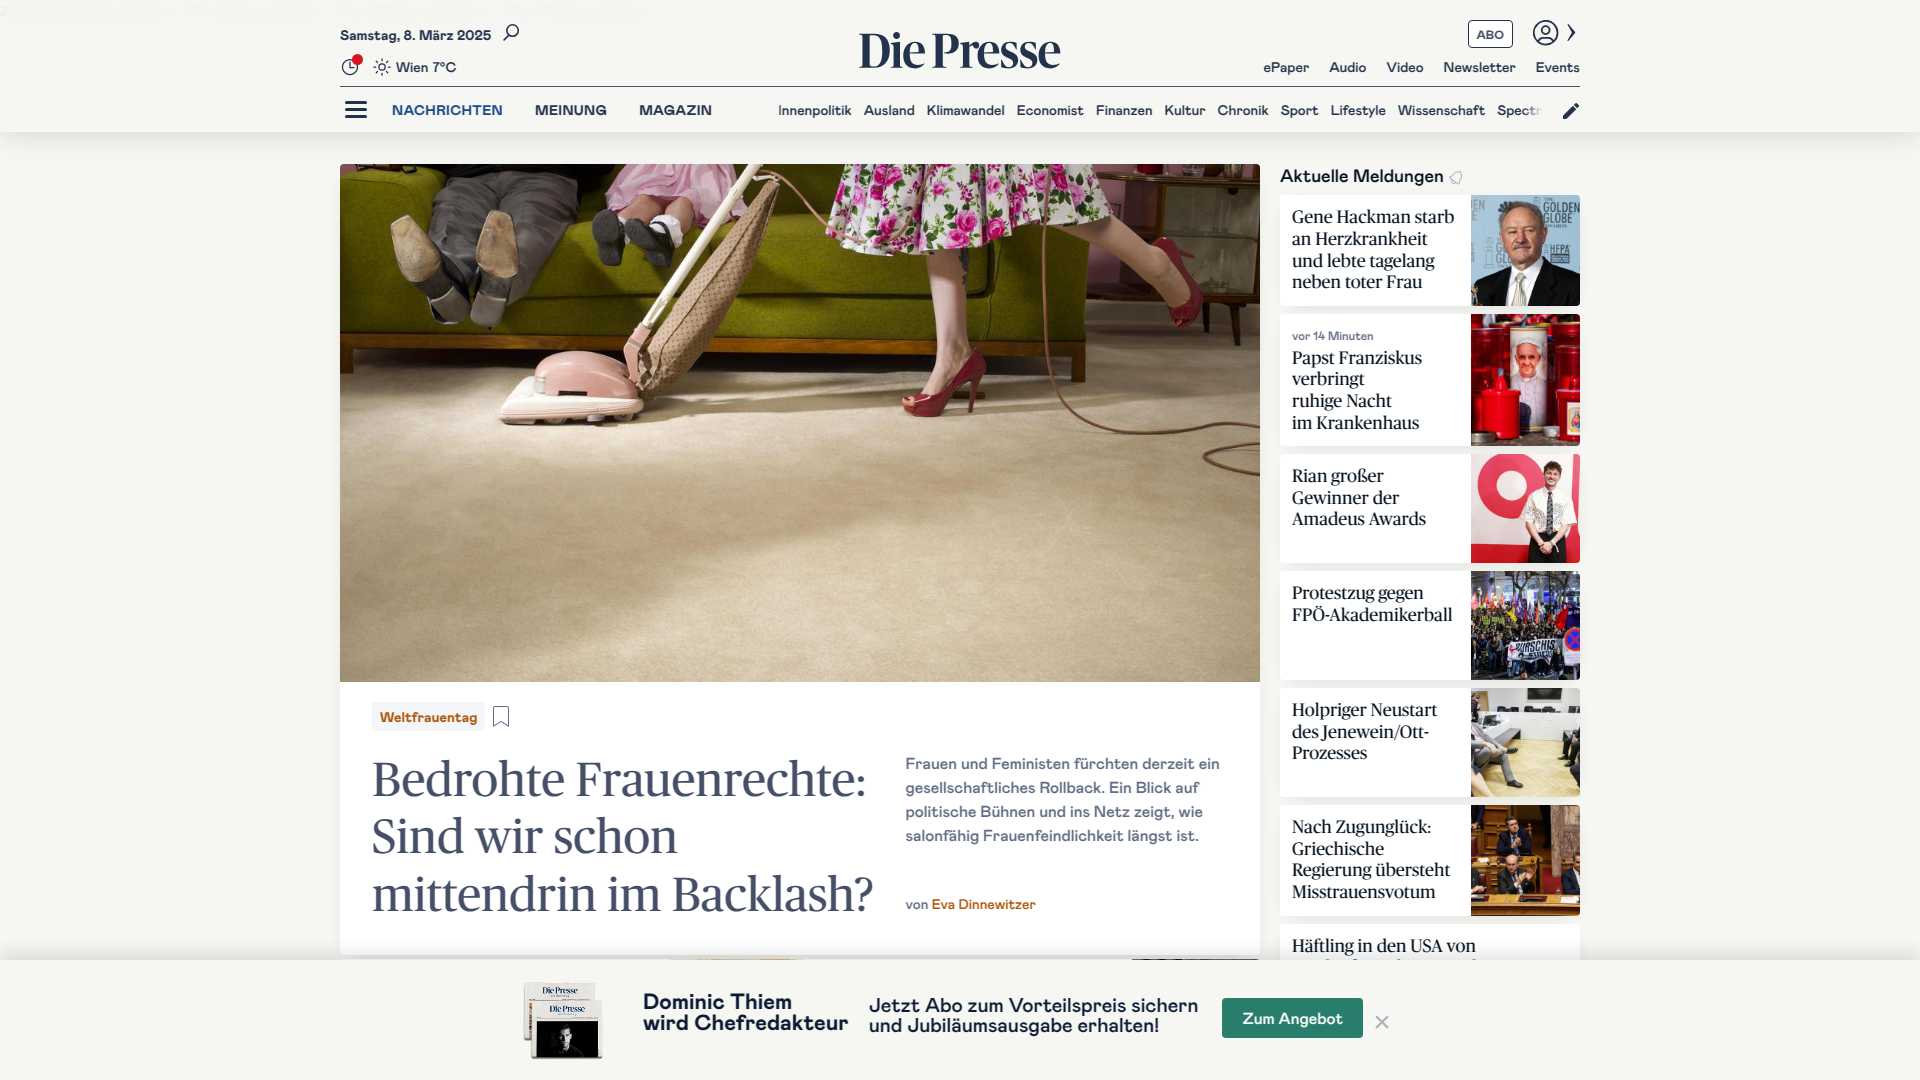 Samstag, 8. März 2025
Die Presse
ABO
Wien 7°C
ePaper Audio Video Newsletter Events
NACHRICHTEN MEINUNG MAGAZIN
Innenpolitik Ausland Klimawandel Economist Finanzen Kultur Chronik Sport Lifestyle Wissenschaft Spectr
Weltfrauentag
Bedrohte Frauenrechte:
Sind wir schon
mittendrin im Backlash?
Frauen und Feministen fürchten derzeit ein
gesellschaftliches Rollback. Ein Blick auf
politische Bühnen und ins Netz zeigt, wie
salonfähig Frauenfeindlichkeit längst ist.
von Eva Dinnewitzer
Aktuelle Meldungen
Gene Hackman starb
an Herzkrankheit
und lebte tagelang
neben toter Frau
GOLDEN
GLOBE
HFPA
vor 14 Minuten
Papst Franziskus
verbringt
ruhige Nacht
im Krankenhaus
Rian großer
Gewinner der
Amadeus Awards
Protestzug gegen
FPÖ-Akademikerball
Holpriger Neustart
des Jenewein/Ott-
Prozesses
Nach Zugunglück:
Griechische
Regierung übersteht
Misstrauensvotum
Häftling in den USA von
Die Presse
Die Presse
Dominic Thiem
wird Chefredakteur
Jetzt Abo zum Vorteilspreis sichern
und Jubiläumsausgabe erhalten!
Zum Angebot